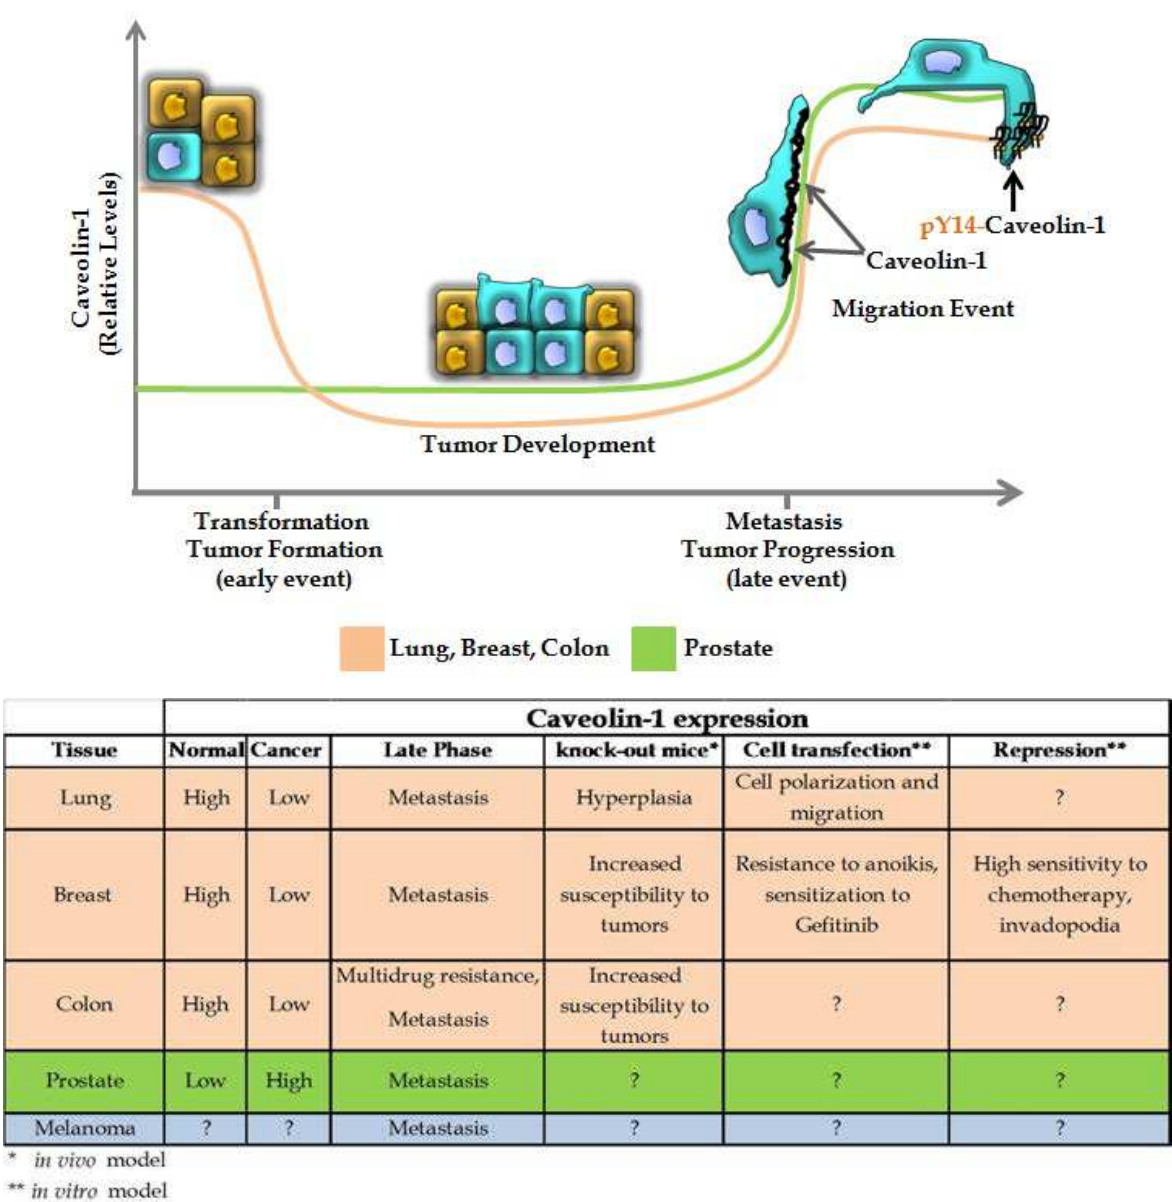 Caveolin-1
(Relative Levels)
pY14-Caveolin-1
Caveolin-1
Migration Event
Tumor Development
Transformation
Tumor Formation
(early event)
Metastasis
Tumor Progression
(late event)
Lung, Breast, Colon
Prostate
Caveolin-1 expression
Tissue Normal Cancer Late Phase knock-out mice* Cell transfection** Repression**
Lung High Low Metastasis Hyperplasia Cell polarization and
migration ?
Breast High Low Metastasis Increased
susceptibility to
tumors Resistance to anoikis,
sensitization to
Gefitinib High sensitivity to
chemotherapy,
invadopodia
Colon High Low Multidrug resistance,
Metastasis Increased
susceptibility to
tumors ? ?
Prostate Low High Metastasis ? ? ?
Melanoma ? ? Metastasis ? ? ?
* in vivo model
** in vitro model